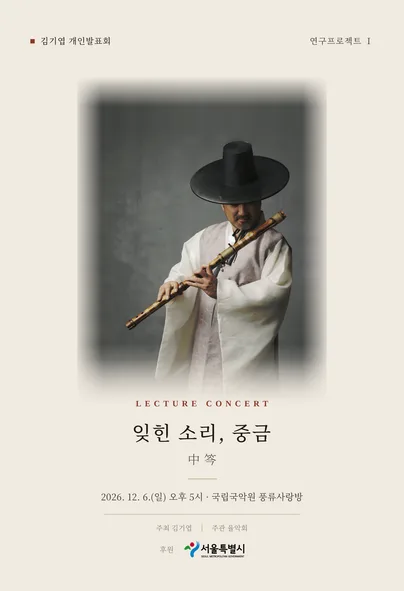 김기엽 개인발표회
연구프로젝트 I
LECTURE CONCERT
잊힌 소리, 중금
中 笒
2026. 12. 6.(일) 오후 5시 · 국립국악원 풍류사랑방
주최 김기엽 | 주관 율악회
후원 서울특별시
SEOUL METROPOLITAN GOVERNMENT